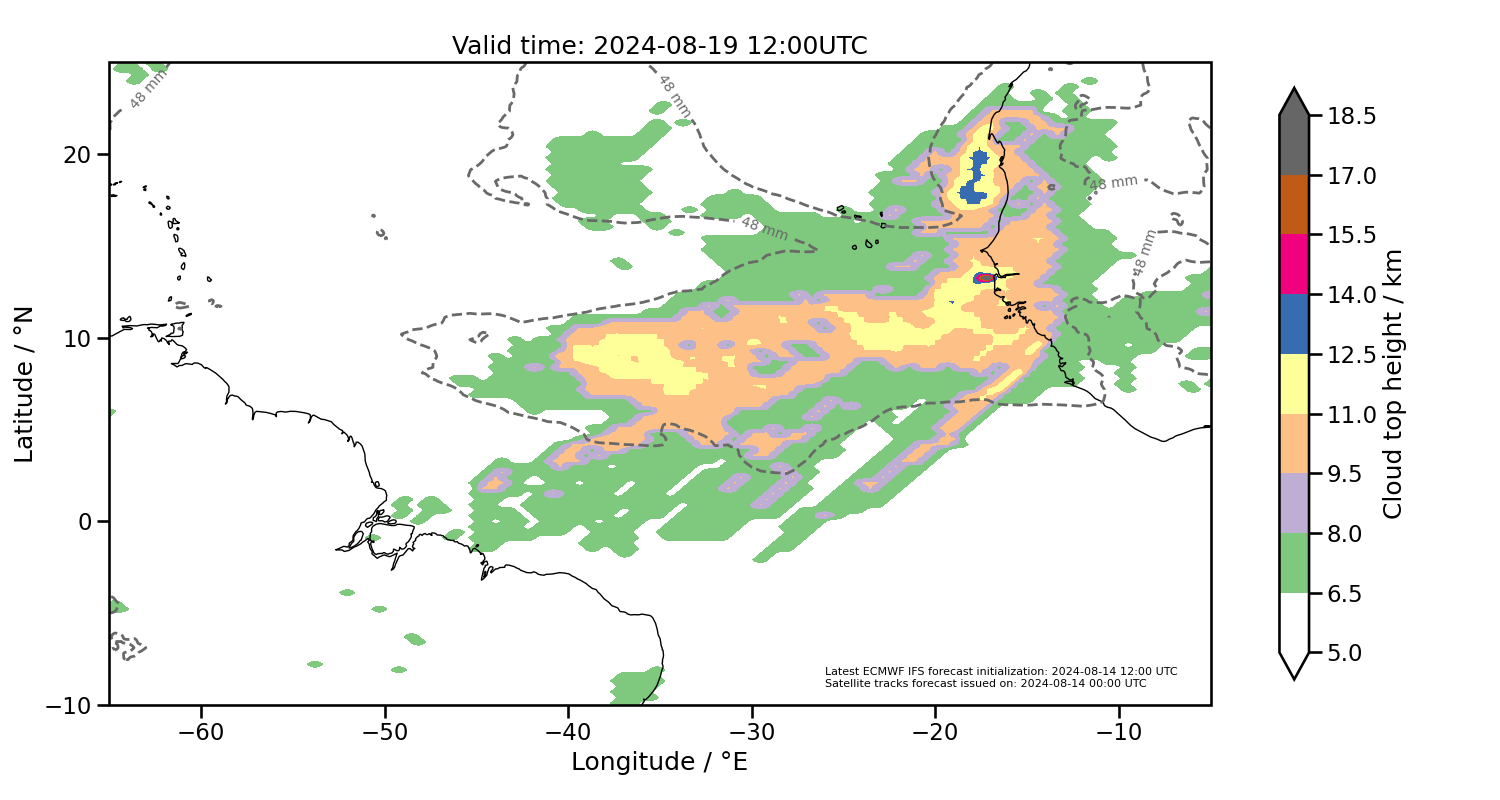 Valid time: 2024-08-19 12:00UTC
48 mm
48 mm
48 mm
48 mm
48 mm
20
10
0
−10
Latitude / °N
−60
−50
−40
−30
−20
−10
Longitude / °E
Latest ECMWF IFS forecast initialization: 2024-08-14 12:00 UTC
Satellite tracks forecast issued on: 2024-08-14 00:00 UTC
18.5
17.0
15.5
14.0
12.5
11.0
9.5
8.0
6.5
5.0
Cloud top height / km